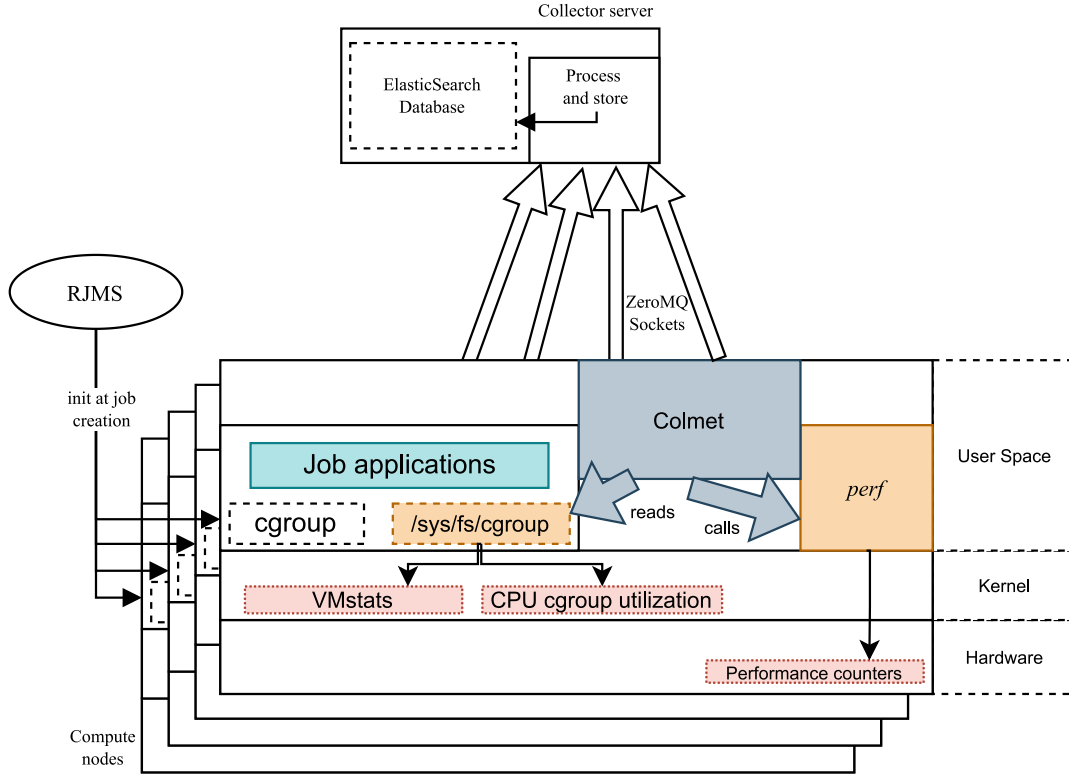 Collector server
ElasticSearch
Database
Process
and store
RJMS
ZeroMQ
Sockets
init at job
creation
Colmet
User Space
Job applications
perf
cgroup
/sys/fs/cgroup
reads
calls
VMstats
CPU cgroup utilization
Kernel
Hardware
Performance counters
Compute
nodes